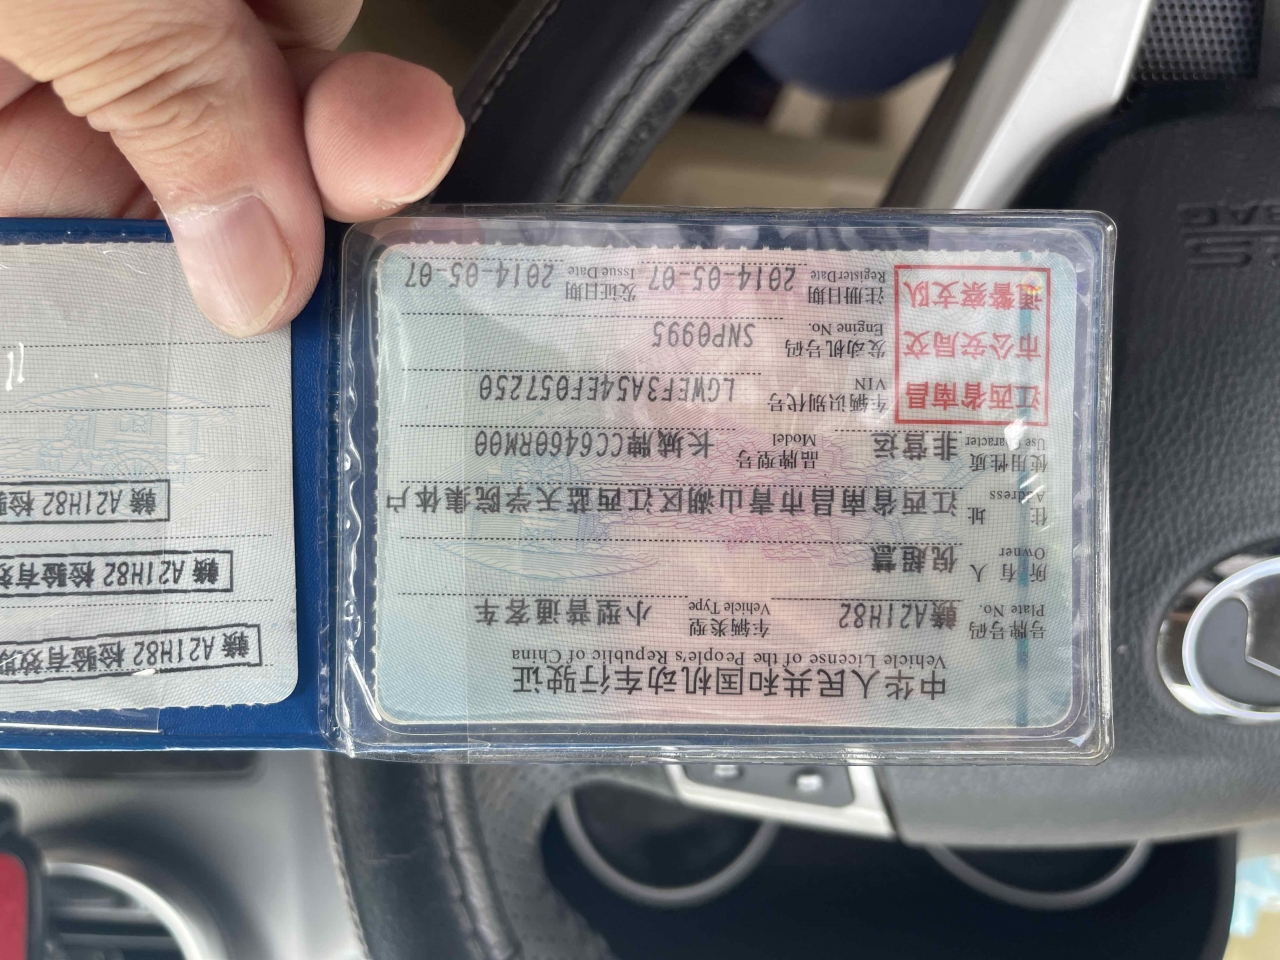 中华人民共和国机动车行驶证
Vehicle License of the People's Republic of China
号牌号码 Plate No. 赣A21H82 车辆类型 Vehicle Type 小型普通客车
所有人 Owner 倪超慧
住址 Address 江西省南昌市青山湖区江西蓝天学院集体户
使用性质 Use Character 非营运 品牌型号 Model 长城牌CC6460RM00
江西省南昌
市公安局交
通警察支队
车辆识别代号 VIN LGWEF3A54EF057250
发动机号码 Engine No. SNP0995
注册日期 Register Date 2014-05-07 发证日期 Issue Date 2014-05-07
赣A21H82 检验有效期
赣A21H82 检验有效
赣A21H82 检
SRS
BAG